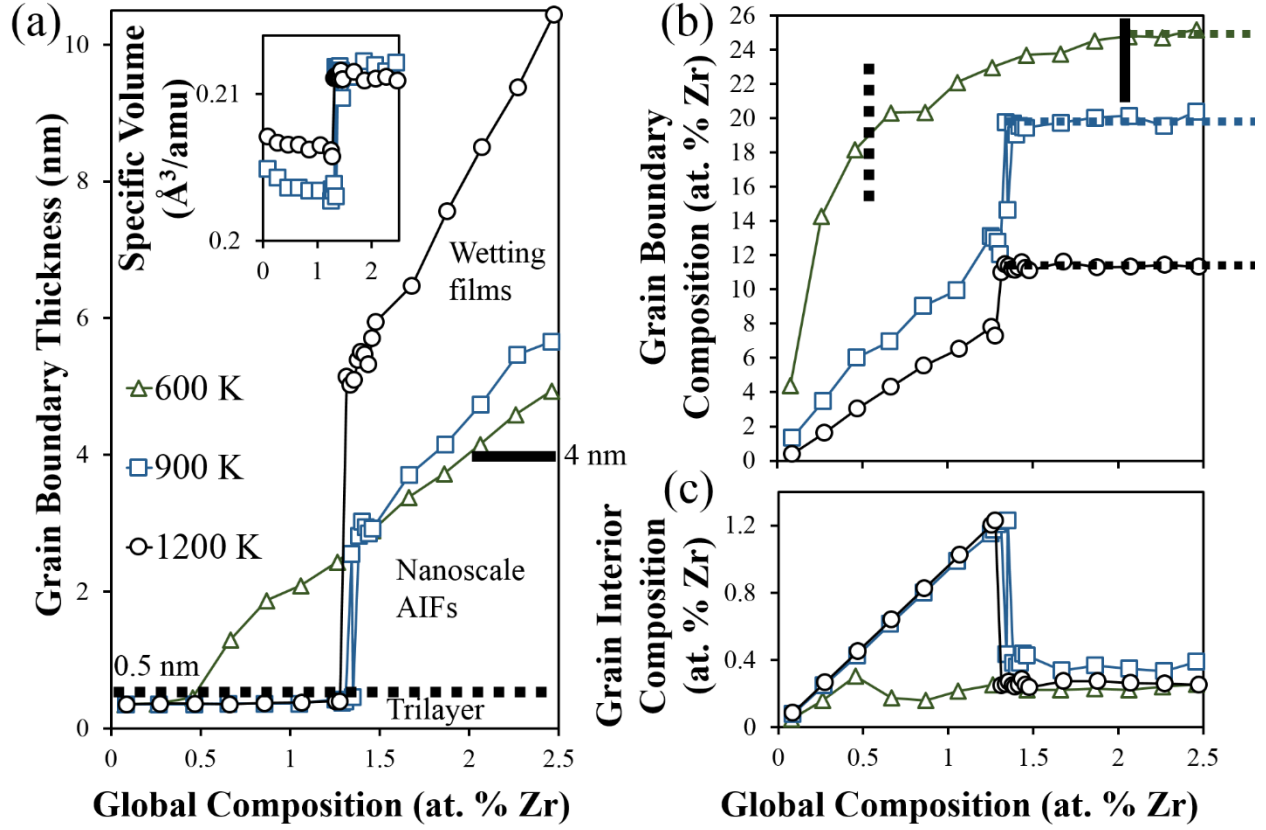 (a)
Grain Boundary Thickness (nm)
10
8
6
4
2
0
Specific Volume
(Å³/amu)
0.21
0.2
0
1
2
Wetting
films
600 K
900 K
1200 K
4 nm
Nanoscale
AIFs
0.5 nm
Trilayer
0
0.5
1
1.5
2
2.5
Global Composition (at. % Zr)
(b)
Grain Boundary
Composition (at. % Zr)
26
24
22
20
18
16
14
12
10
8
6
4
2
0
(c)
Grain Interior
Composition
(at. % Zr)
1.2
0.8
0.4
0
0
0.5
1
1.5
2
2.5
Global Composition (at. % Zr)